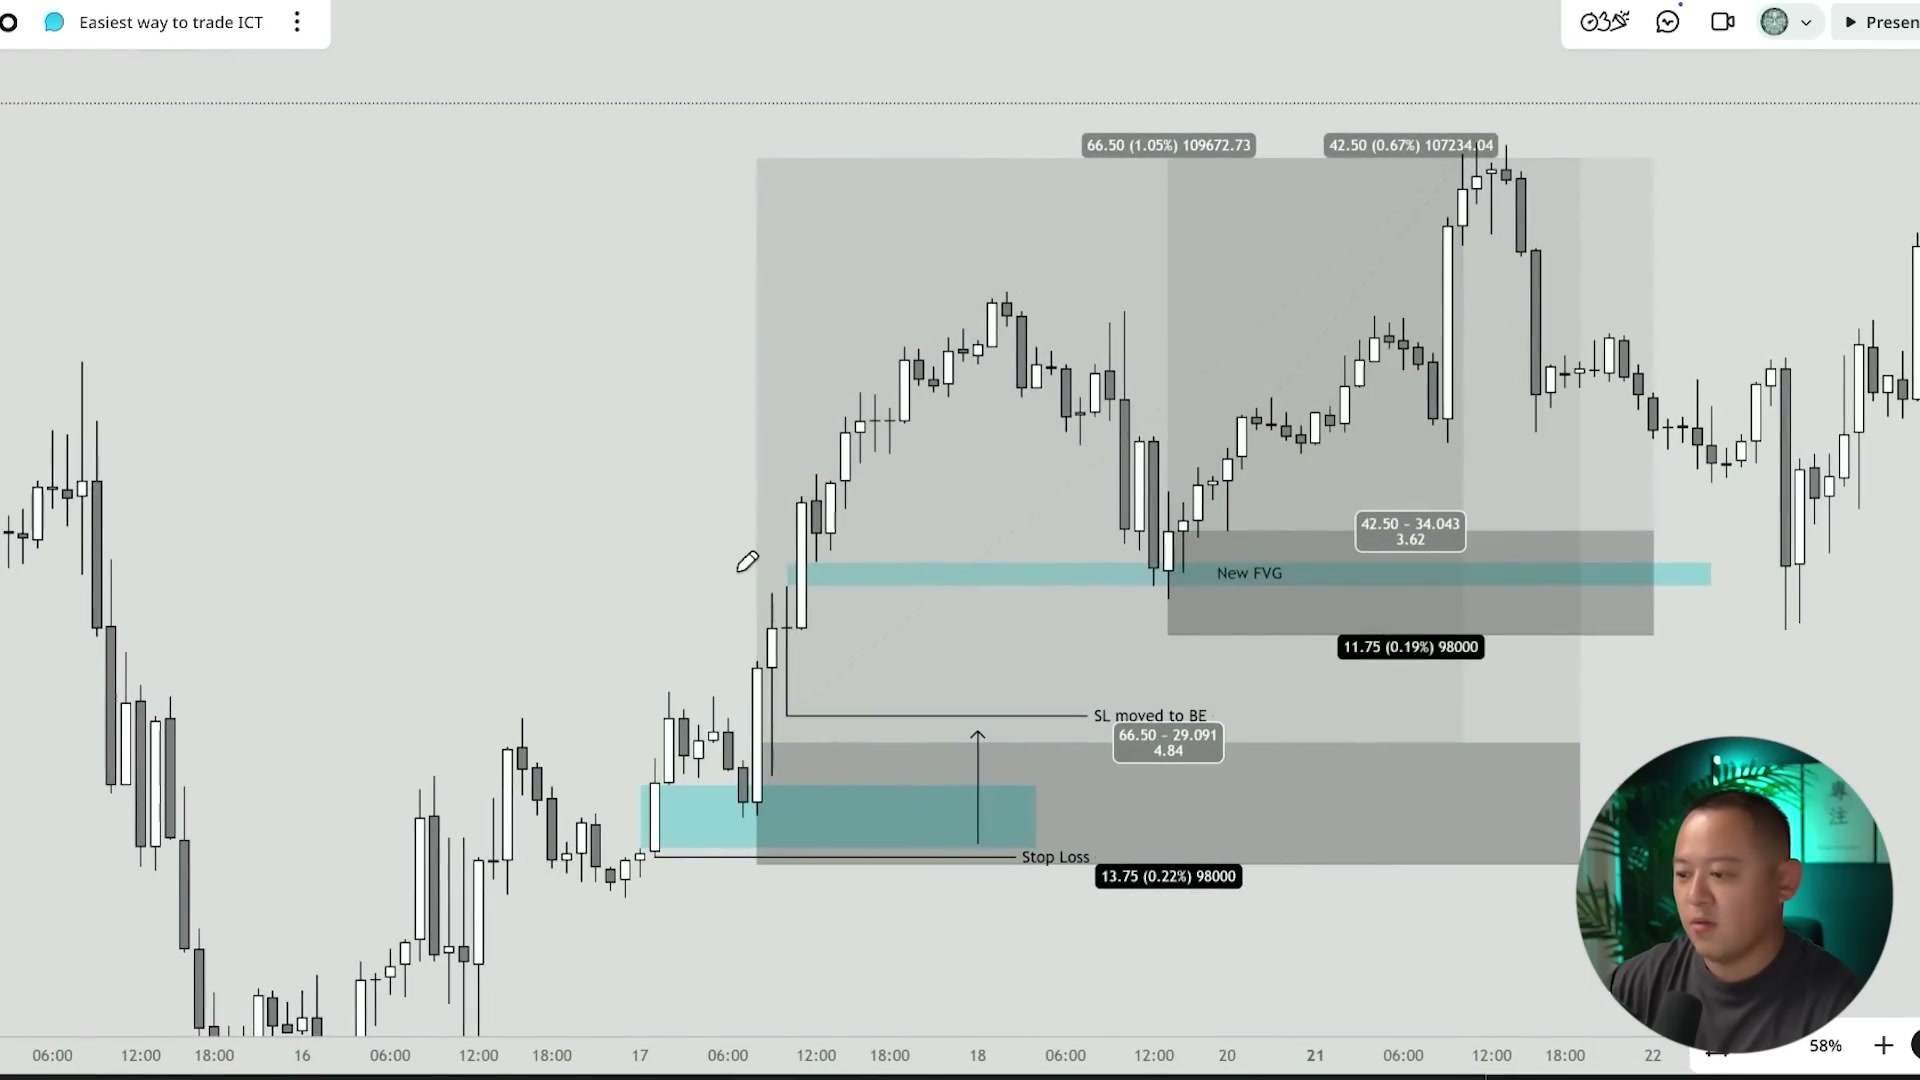 Easiest way to trade ICT
Presen
66.50 (1.05%) 109672.73
42.50 (0.67%) 107234.04
42.50 - 34.043
3.62
New FVG
11.75 (0.19%) 98000
SL moved to BE
66.50 - 29.091
4.84
Stop Loss
13.75 (0.22%) 98000
專
注
06:00 12:00 18:00 16 06:00 12:00 18:00 17 06:00 12:00 18:00 18 06:00 12:00 20 21 06:00 12:00 18:00 22
58%